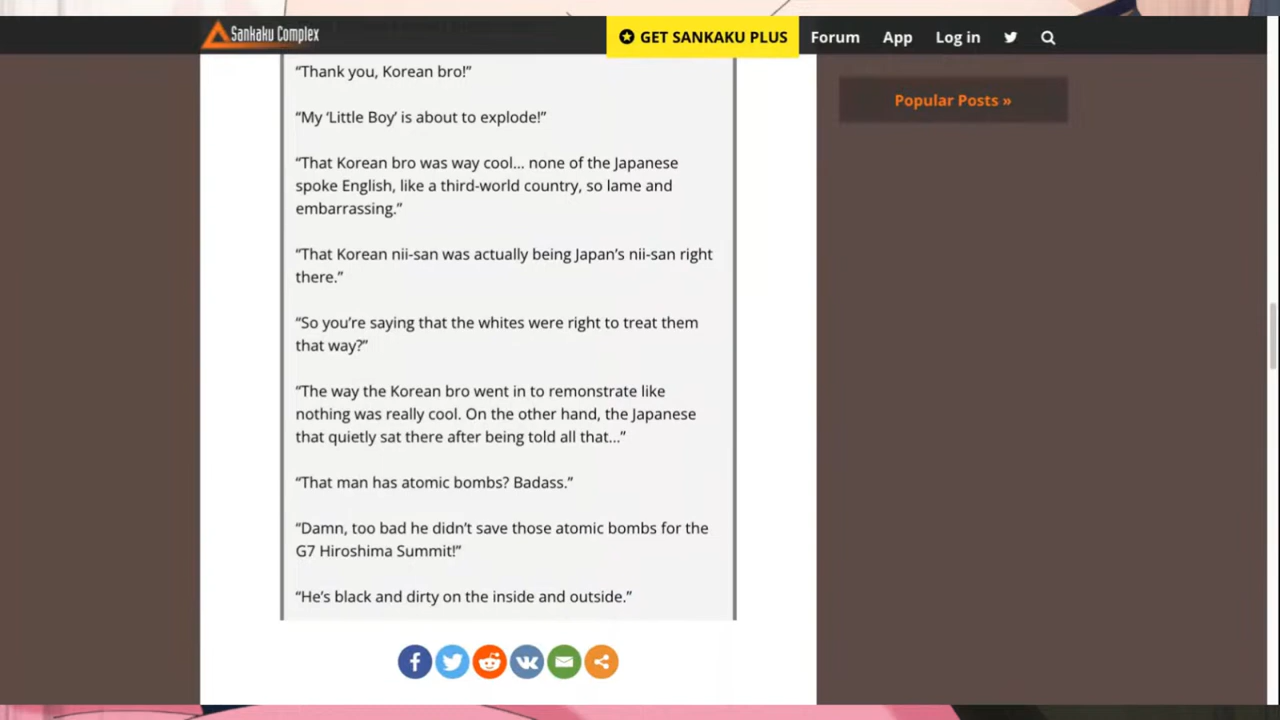 Sankaku Complex
GET SANKAKU PLUS
Forum
App
Log in
Popular Posts »
“Thank you, Korean bro!”
“My ‘Little Boy’ is about to explode!”
“That Korean bro was way cool... none of the Japanese
spoke English, like a third-world country, so lame and
embarrassing.”
“That Korean nii-san was actually being Japan’s nii-san right
there.”
“So you’re saying that the whites were right to treat them
that way?”
“The way the Korean bro went in to remonstrate like
nothing was really cool. On the other hand, the Japanese
that quietly sat there after being told all that...”
“That man has atomic bombs? Badass.”
“Damn, too bad he didn’t save those atomic bombs for the
G7 Hiroshima Summit!”
“He’s black and dirty on the inside and outside.”